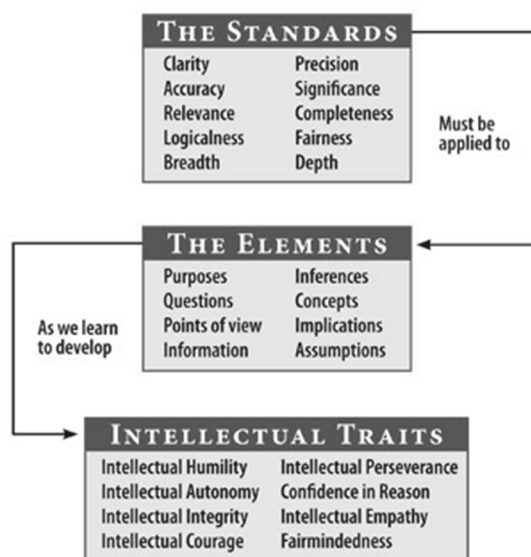 THE STANDARDS
Clarity Precision
Accuracy Significance
Relevance Completeness
Logicalness Fairness
Breadth Depth
Must be
applied to
THE ELEMENTS
Purposes Inferences
Questions Concepts
Points of view Implications
Information Assumptions
As we learn
to develop
INTELLECTUAL TRAITS
Intellectual Humility Intellectual Perseverance
Intellectual Autonomy Confidence in Reason
Intellectual Integrity Intellectual Empathy
Intellectual Courage Fairmindedness